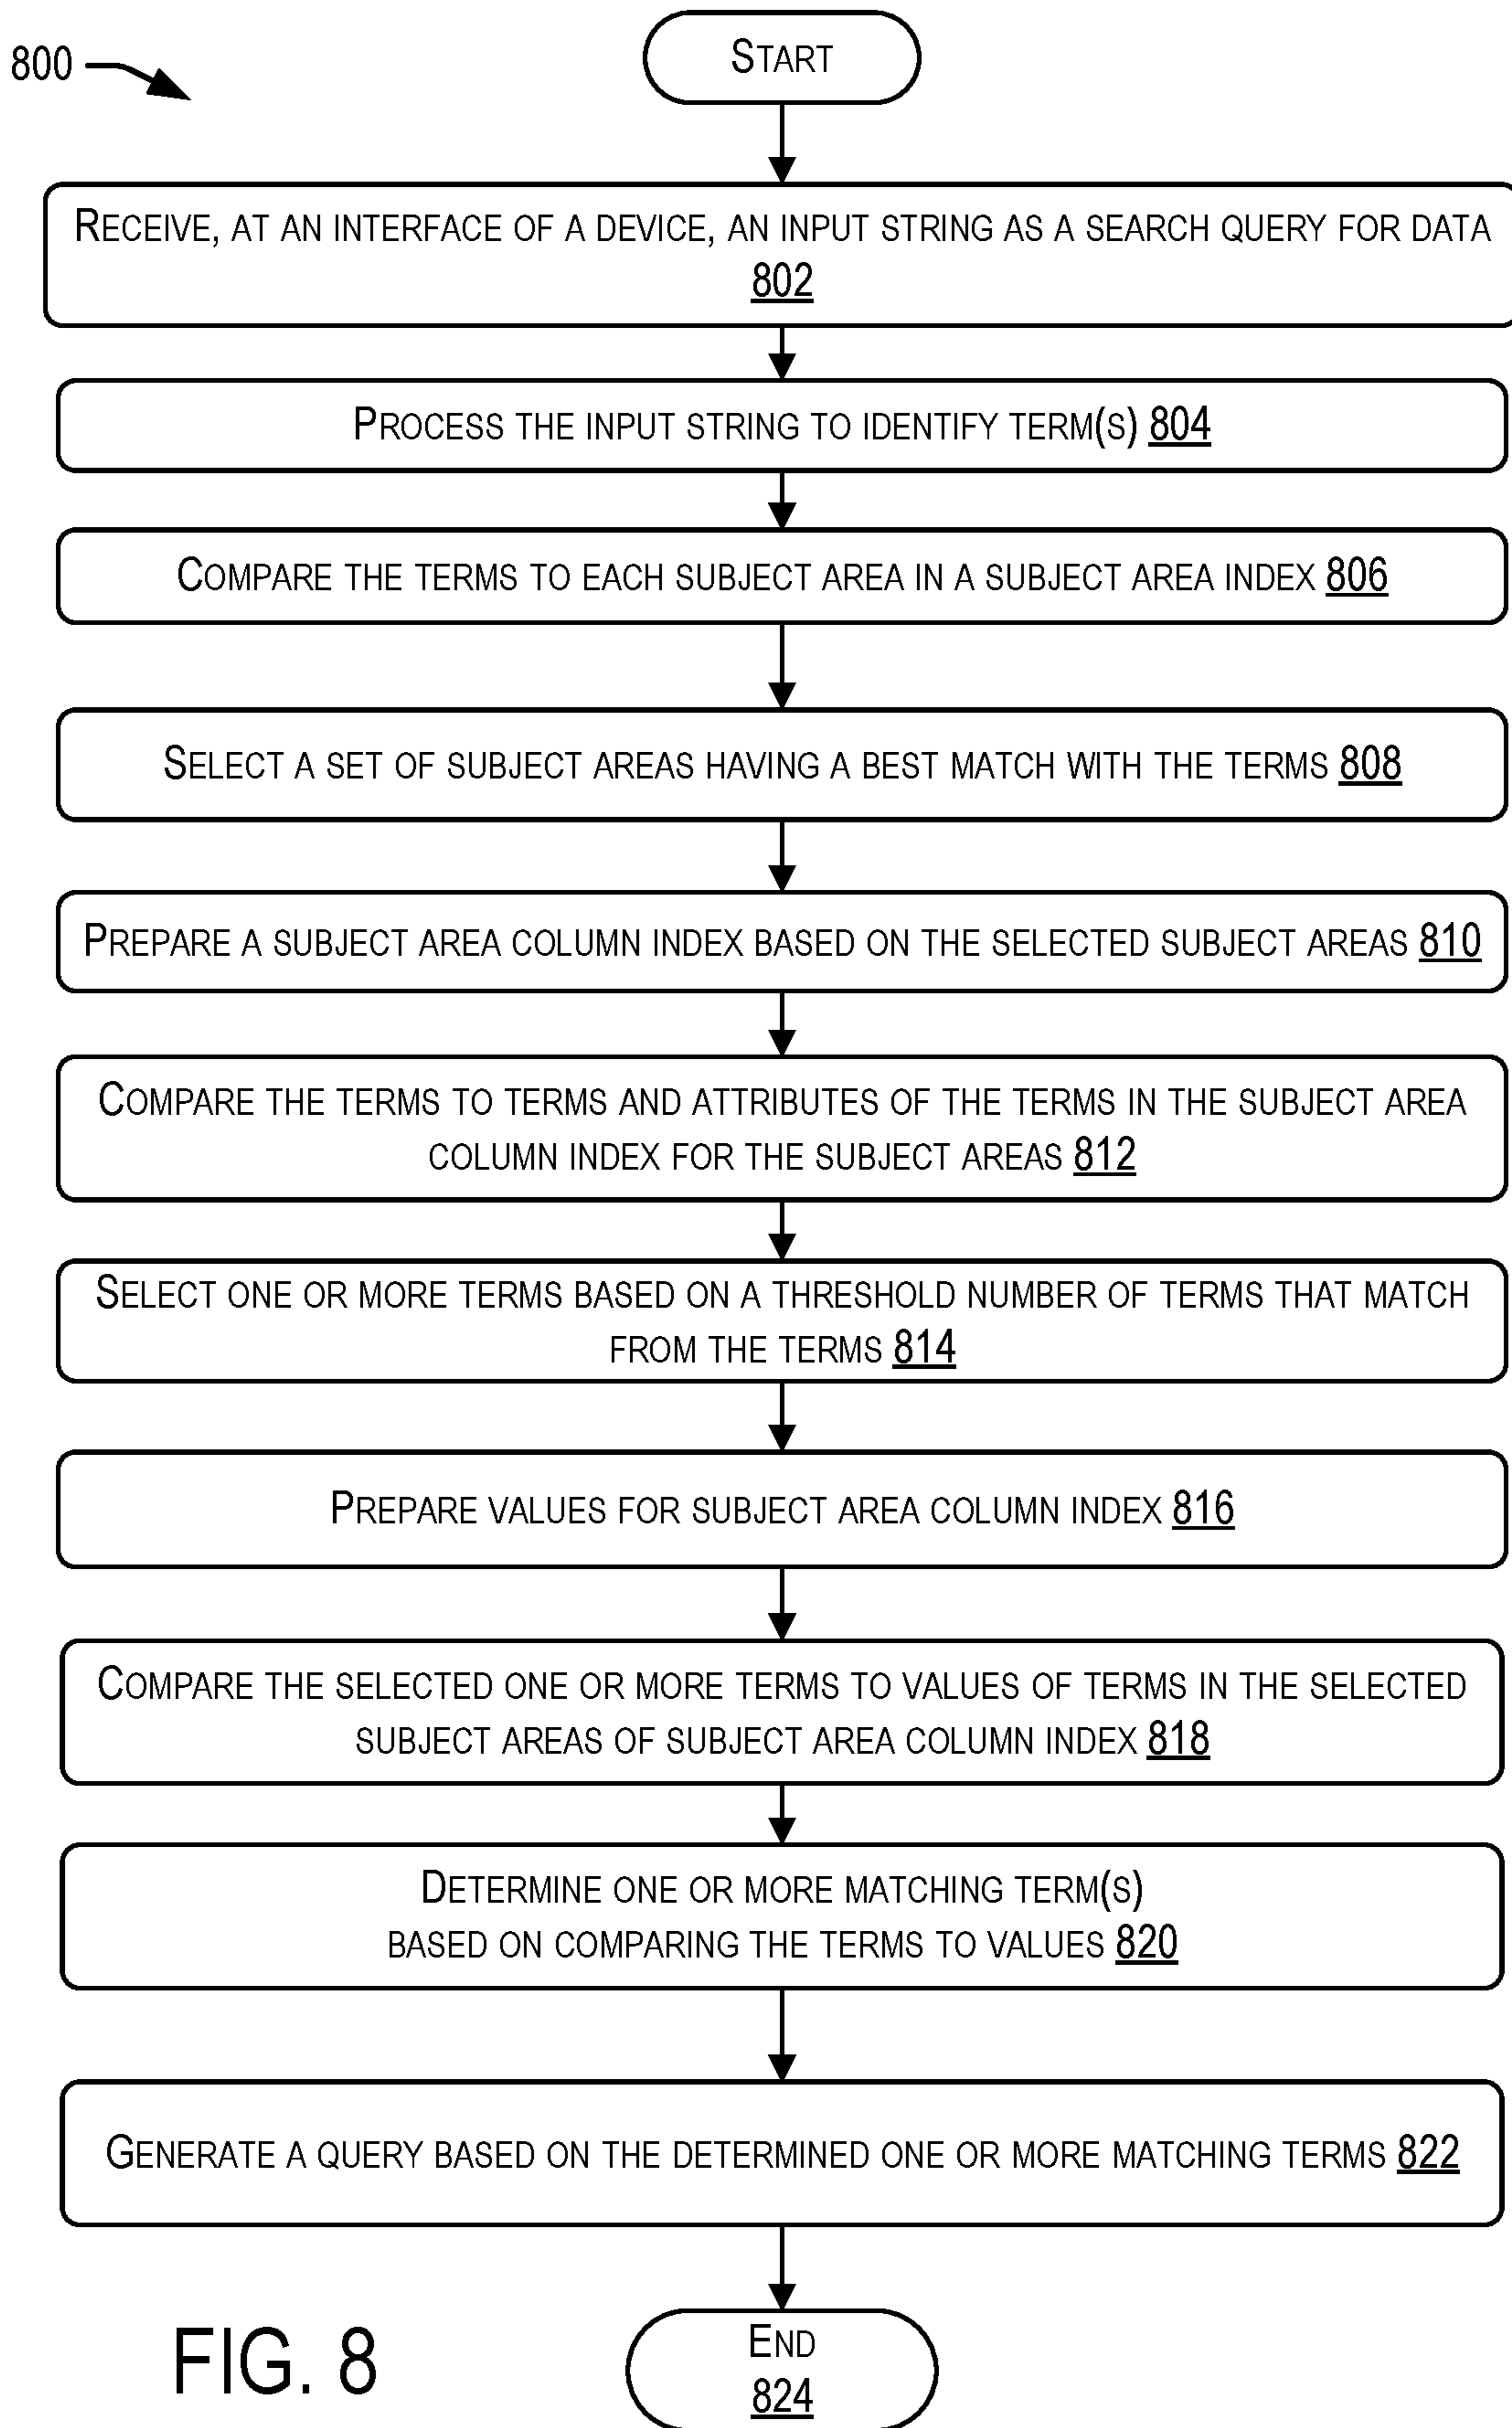 800
START
RECEIVE, AT AN INTERFACE OF A DEVICE, AN INPUT STRING AS A SEARCH QUERY FOR DATA
802
PROCESS THE INPUT STRING TO IDENTIFY TERM(S) 804
COMPARE THE TERMS TO EACH SUBJECT AREA IN A SUBJECT AREA INDEX 806
SELECT A SET OF SUBJECT AREAS HAVING A BEST MATCH WITH THE TERMS 808
PREPARE A SUBJECT AREA COLUMN INDEX BASED ON THE SELECTED SUBJECT AREAS 810
COMPARE THE TERMS TO TERMS AND ATTRIBUTES OF THE TERMS IN THE SUBJECT AREA
COLUMN INDEX FOR THE SUBJECT AREAS 812
SELECT ONE OR MORE TERMS BASED ON A THRESHOLD NUMBER OF TERMS THAT MATCH
FROM THE TERMS 814
PREPARE VALUES FOR SUBJECT AREA COLUMN INDEX 816
COMPARE THE SELECTED ONE OR MORE TERMS TO VALUES OF TERMS IN THE SELECTED
SUBJECT AREAS OF SUBJECT AREA COLUMN INDEX 818
DETERMINE ONE OR MORE MATCHING TERM(S)
BASED ON COMPARING THE TERMS TO VALUES 820
GENERATE A QUERY BASED ON THE DETERMINED ONE OR MORE MATCHING TERMS 822
END
824
FIG. 8